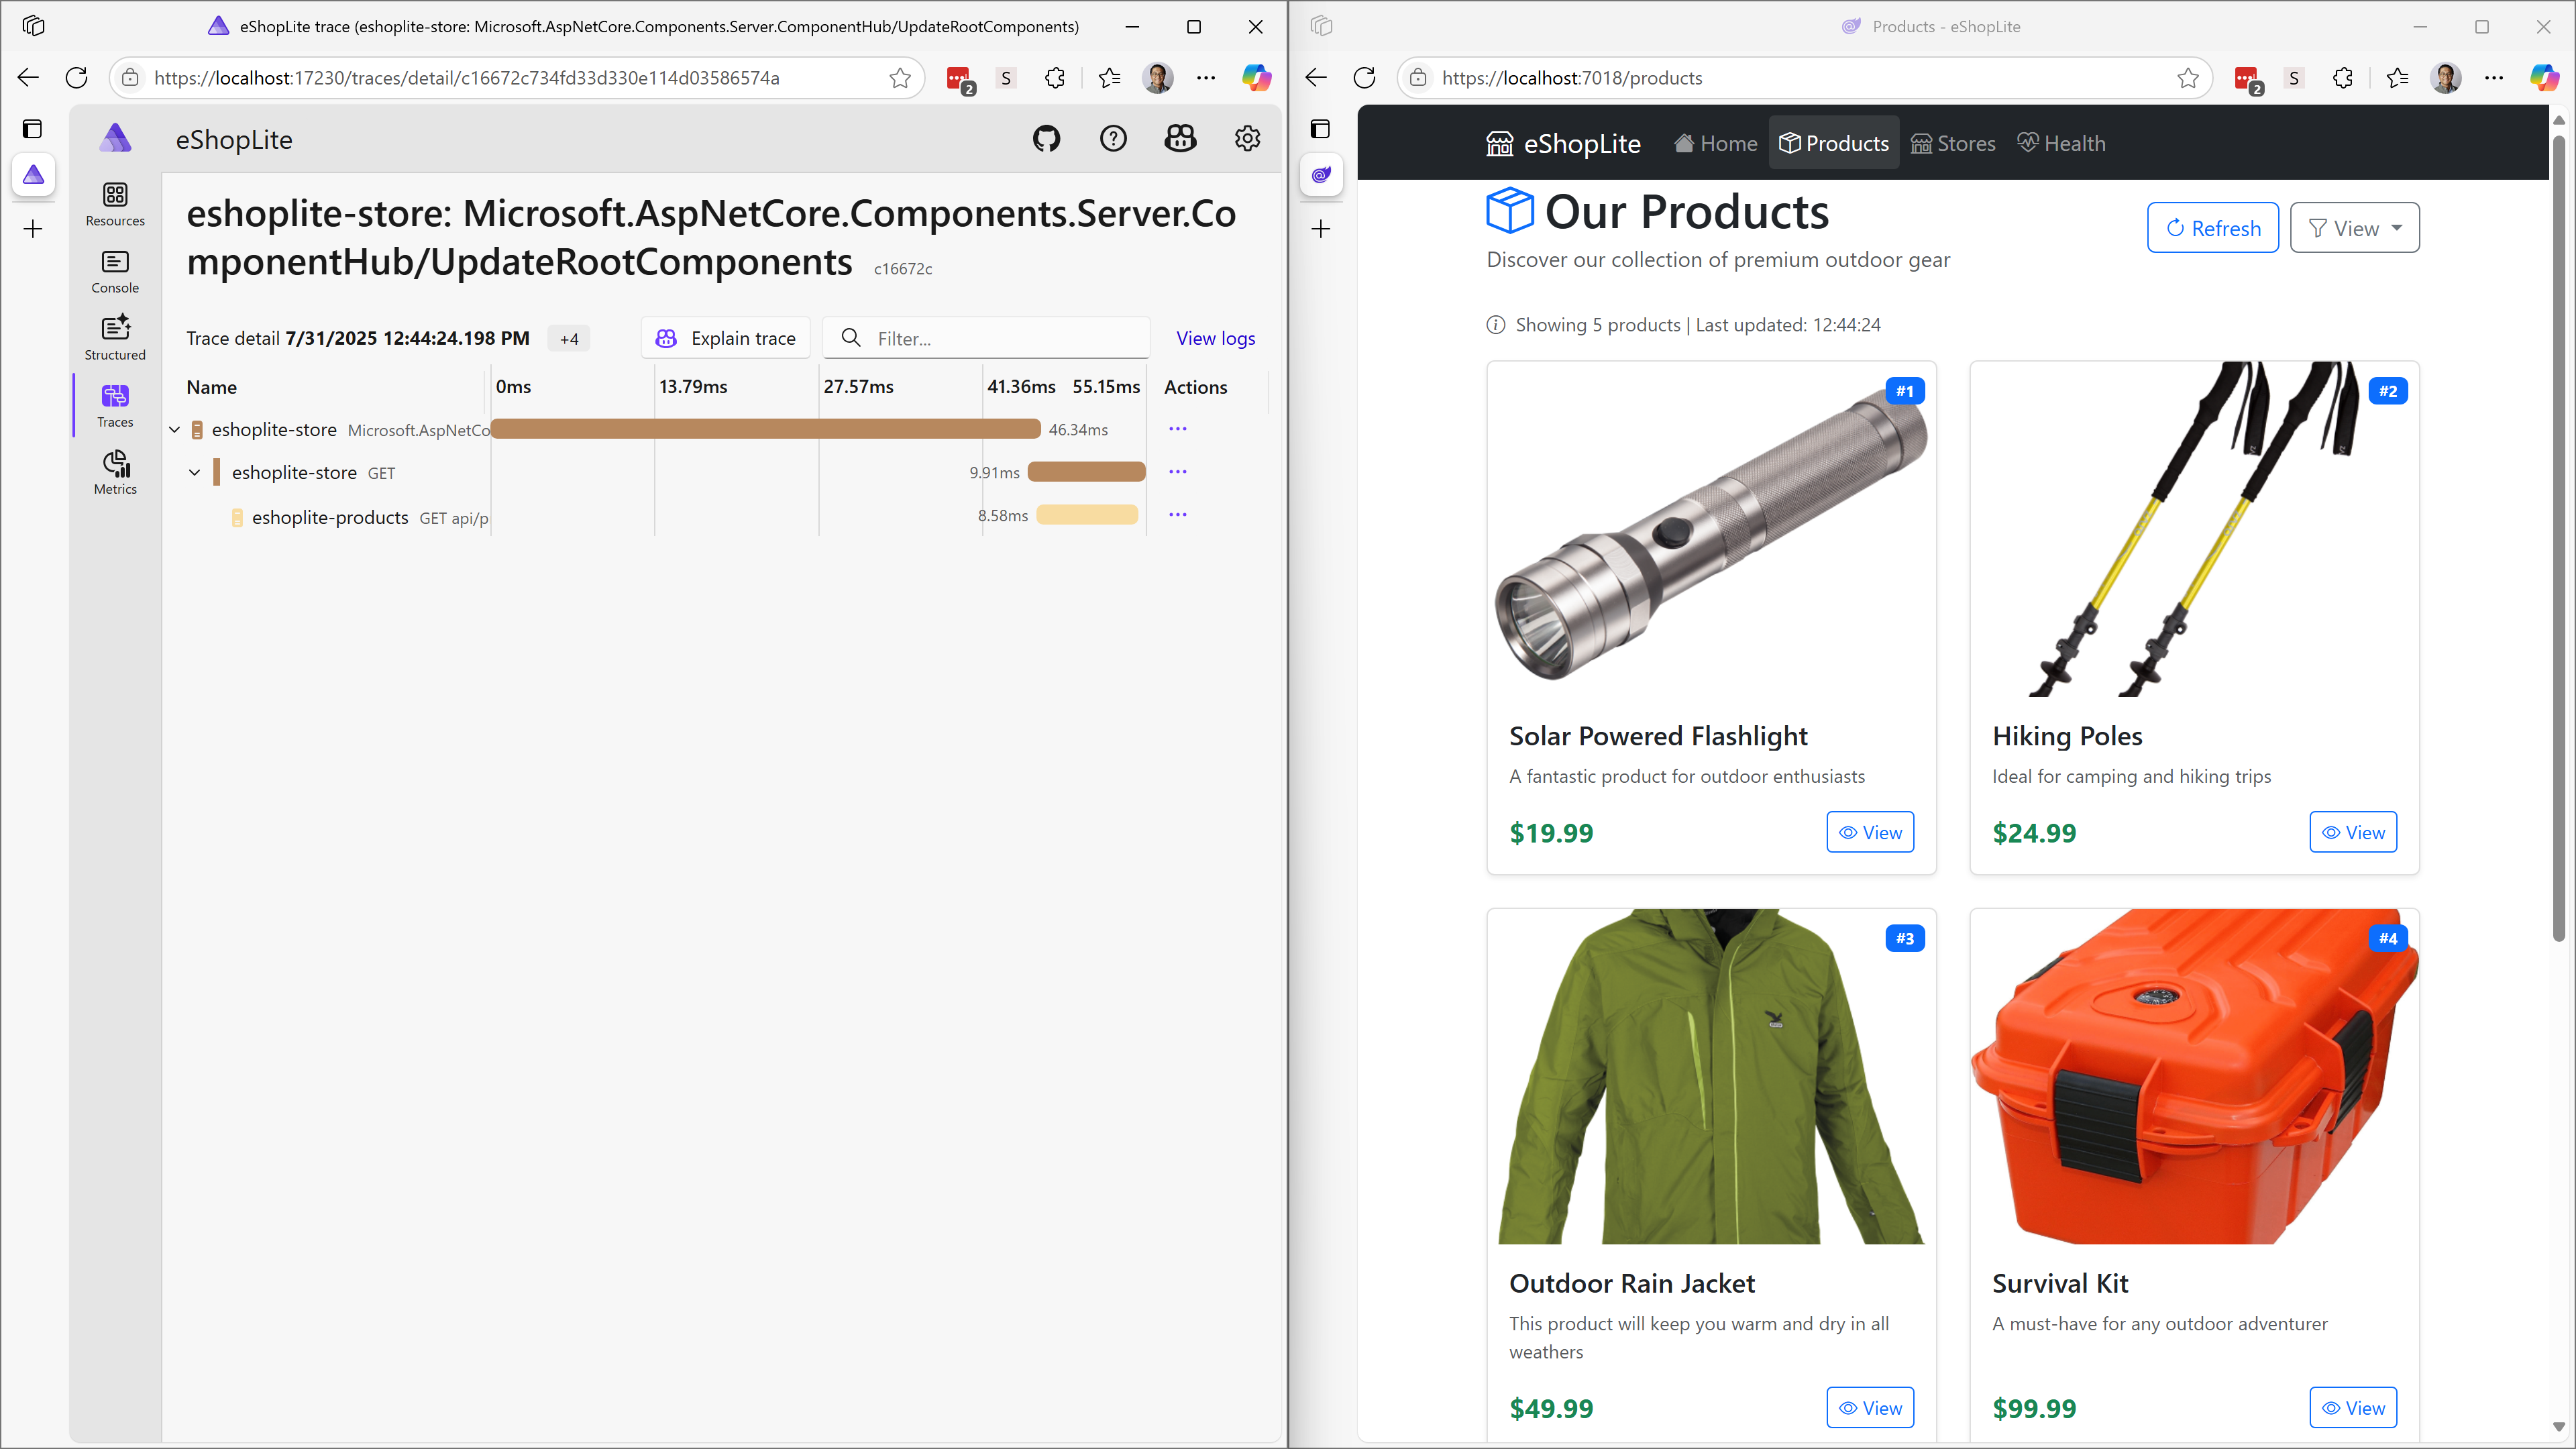 eShopLite trace (eshoplite-store: Microsoft.AspNetCore.Components.Server.ComponentHub/UpdateRootComponents)
https://localhost:17230/traces/detail/c16672c734fd33d330e114d03586574a
2
S
eShopLite
Resources
Console
Structured
Traces
Metrics
eshoplite-store: Microsoft.AspNetCore.Components.Server.Co
mponentHub/UpdateRootComponents c16672c
Trace detail 7/31/2025 12:44:24.198 PM +4 Explain trace Filter... View logs
Name 0ms 13.79ms 27.57ms 41.36ms 55.15ms Actions
eshoplite-store Microsoft.AspNetCo 46.34ms
eshoplite-store GET 9.91ms
eshoplite-products GET api/p 8.58ms
Products - eShopLite
https://localhost:7018/products
2
S
eShopLite Home Products Stores Health
Our Products
Discover our collection of premium outdoor gear
Refresh View
Showing 5 products | Last updated: 12:44:24
#1
Solar Powered Flashlight
A fantastic product for outdoor enthusiasts
$19.99 View
#2
Hiking Poles
Ideal for camping and hiking trips
$24.99 View
#3
Outdoor Rain Jacket
This product will keep you warm and dry in all
weathers
$49.99 View
#4
Survival Kit
A must-have for any outdoor adventurer
$99.99 View